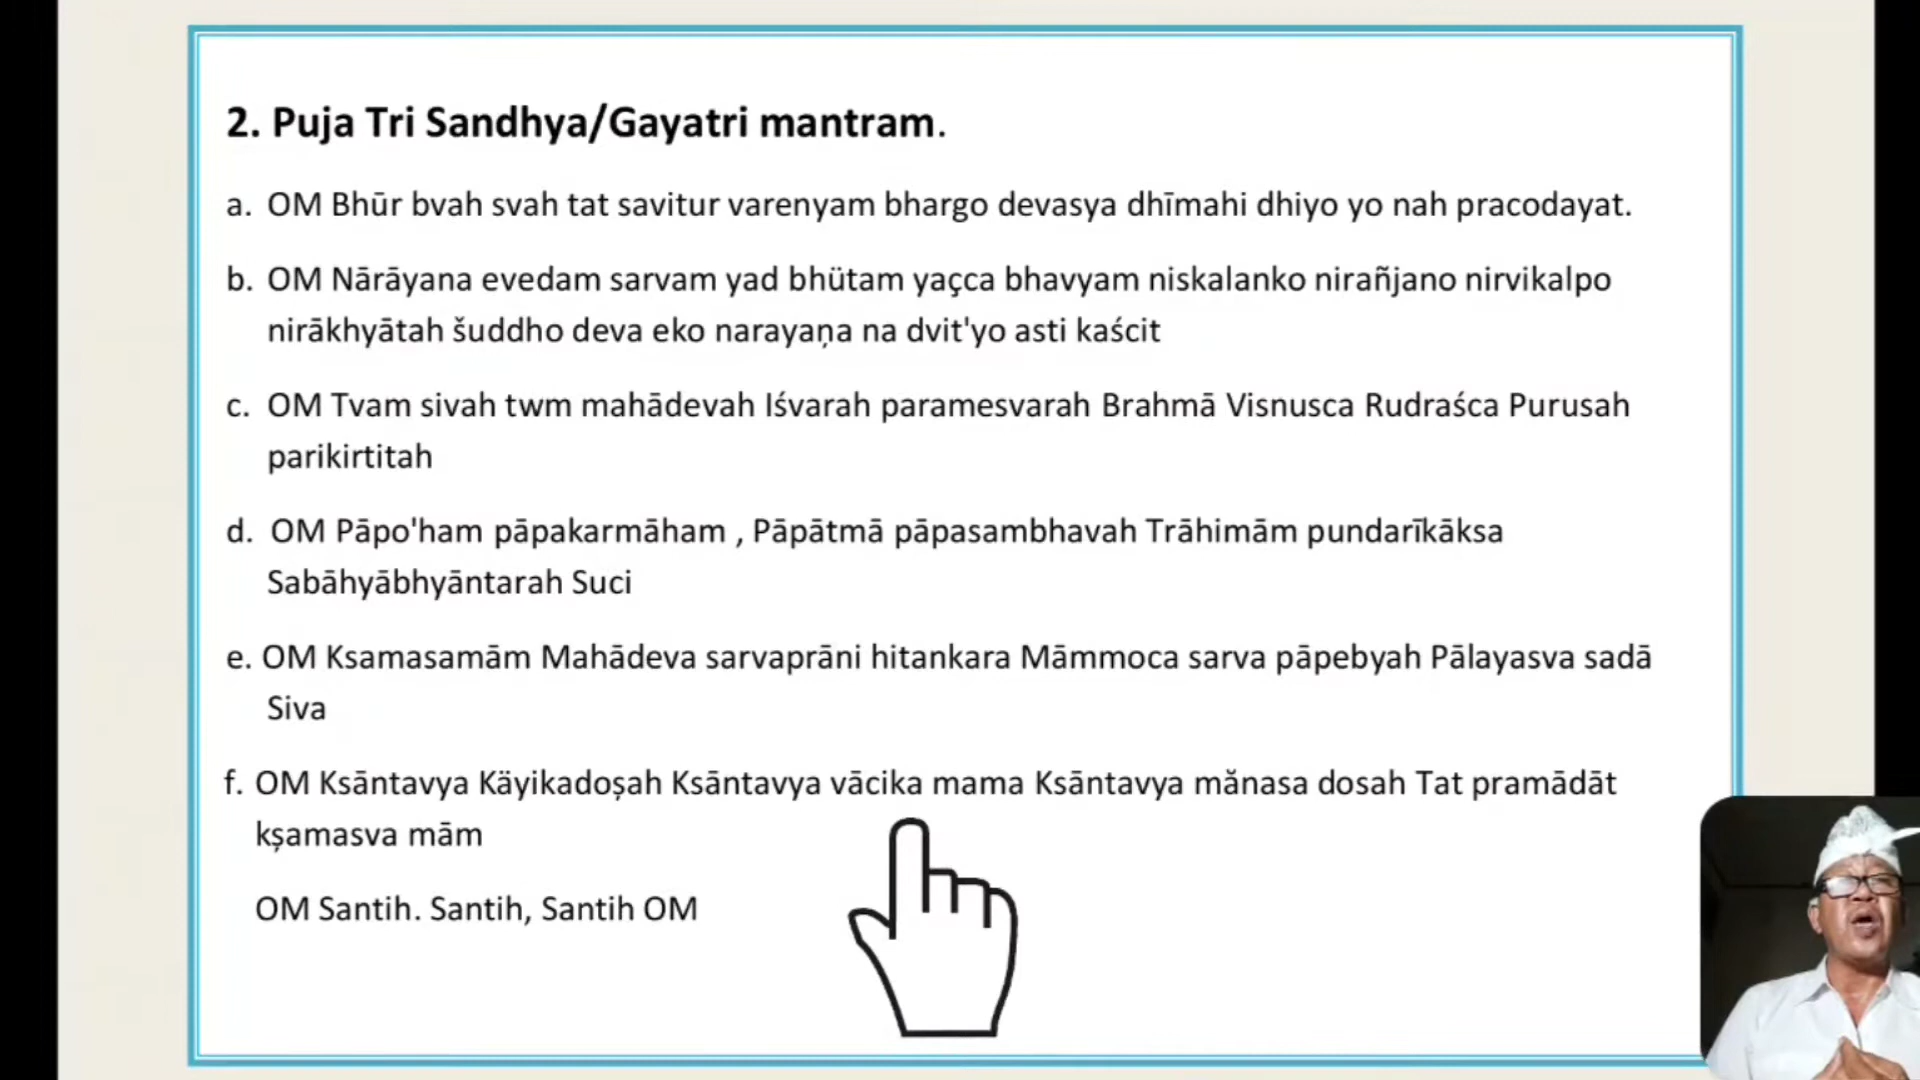 2. Puja Tri Sandhya/Gayatri mantram.
a. OM Bhūr bvah svah tat savitur varenyam bhargo devasya dhīmahi dhiyo yo nah pracodayat.
b. OM Nārāyana evedam sarvam yad bhütam yaçca bhavyam niskalanko nirañjano nirvikalpo
nirākhyātah šuddho deva eko narayaṇa na dvit'yo asti kaścit
c. OM Tvam sivah twm mahādevah Iśvarah paramesvarah Brahmā Visnusca Rudraśca Purusah
parikirtitah
d. OM Pāpo'ham pāpakarmāham , Pāpātmā pāpasambhavah Trāhimām pundarīkāksa
Sabāhyābhyāntarah Suci
e. OM Ksamasamām Mahādeva sarvaprāni hitankara Māmmoca sarva pāpebyah Pālayasva sadā
Siva
f. OM Ksāntavya Käyikadoṣah Ksāntavya vācika mama Ksāntavya mănasa dosah Tat pramādāt
kṣamasva mām
OM Santih. Santih, Santih OM